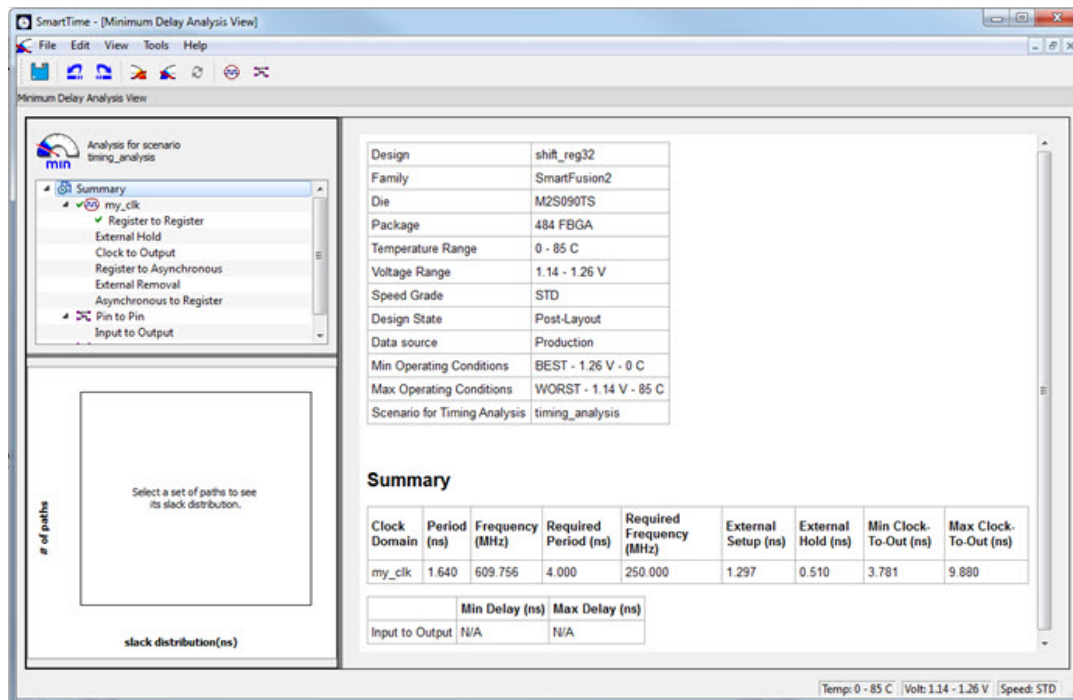 SmartTime - [Minimum Delay Analysis View]
File Edit View Tools Help
Minimum Delay Analysis View
min
Analysis for scenario
timing_analysis
Summary
my_clk
Register to Register
External Hold
Clock to Output
Register to Asynchronous
External Removal
Asynchronous to Register
Pin to Pin
Input to Output
# of paths
Select a set of paths to see
its slack distribution.
slack distribution(ns)
Design shift_reg32
Family SmartFusion2
Die M2S090TS
Package 484 FBGA
Temperature Range 0 - 85 C
Voltage Range 1.14 - 1.26 V
Speed Grade STD
Design State Post-Layout
Data source Production
Min Operating Conditions BEST - 1.26 V - 0 C
Max Operating Conditions WORST - 1.14 V - 85 C
Scenario for Timing Analysis timing_analysis
Summary
Clock Domain Period (ns) Frequency (MHz) Required Period (ns) Required Frequency (MHz) External Setup (ns) External Hold (ns) Min Clock-To-Out (ns) Max Clock-To-Out (ns)
my_clk 1.640 609.756 4.000 250.000 1.297 0.510 3.781 9.880
Min Delay (ns) Max Delay (ns)
Input to Output N/A N/A
Temp: 0 - 85 C Volt: 1.14 - 1.26 V Speed: STD